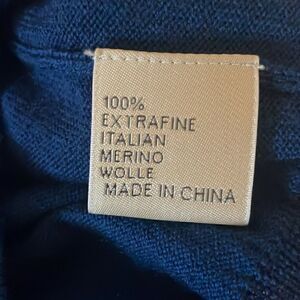 100%
EXTRAFINE
ITALIAN
MERINO
WOLLE
MADE IN CHINA